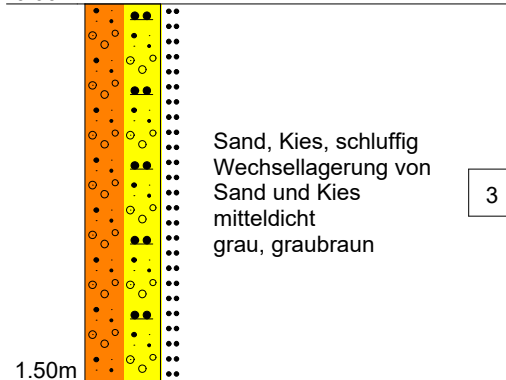 Sand, Kies, schluffig
Wechsellagerung von
Sand und Kies
mitteldicht
grau, graubraun
3
1.50m